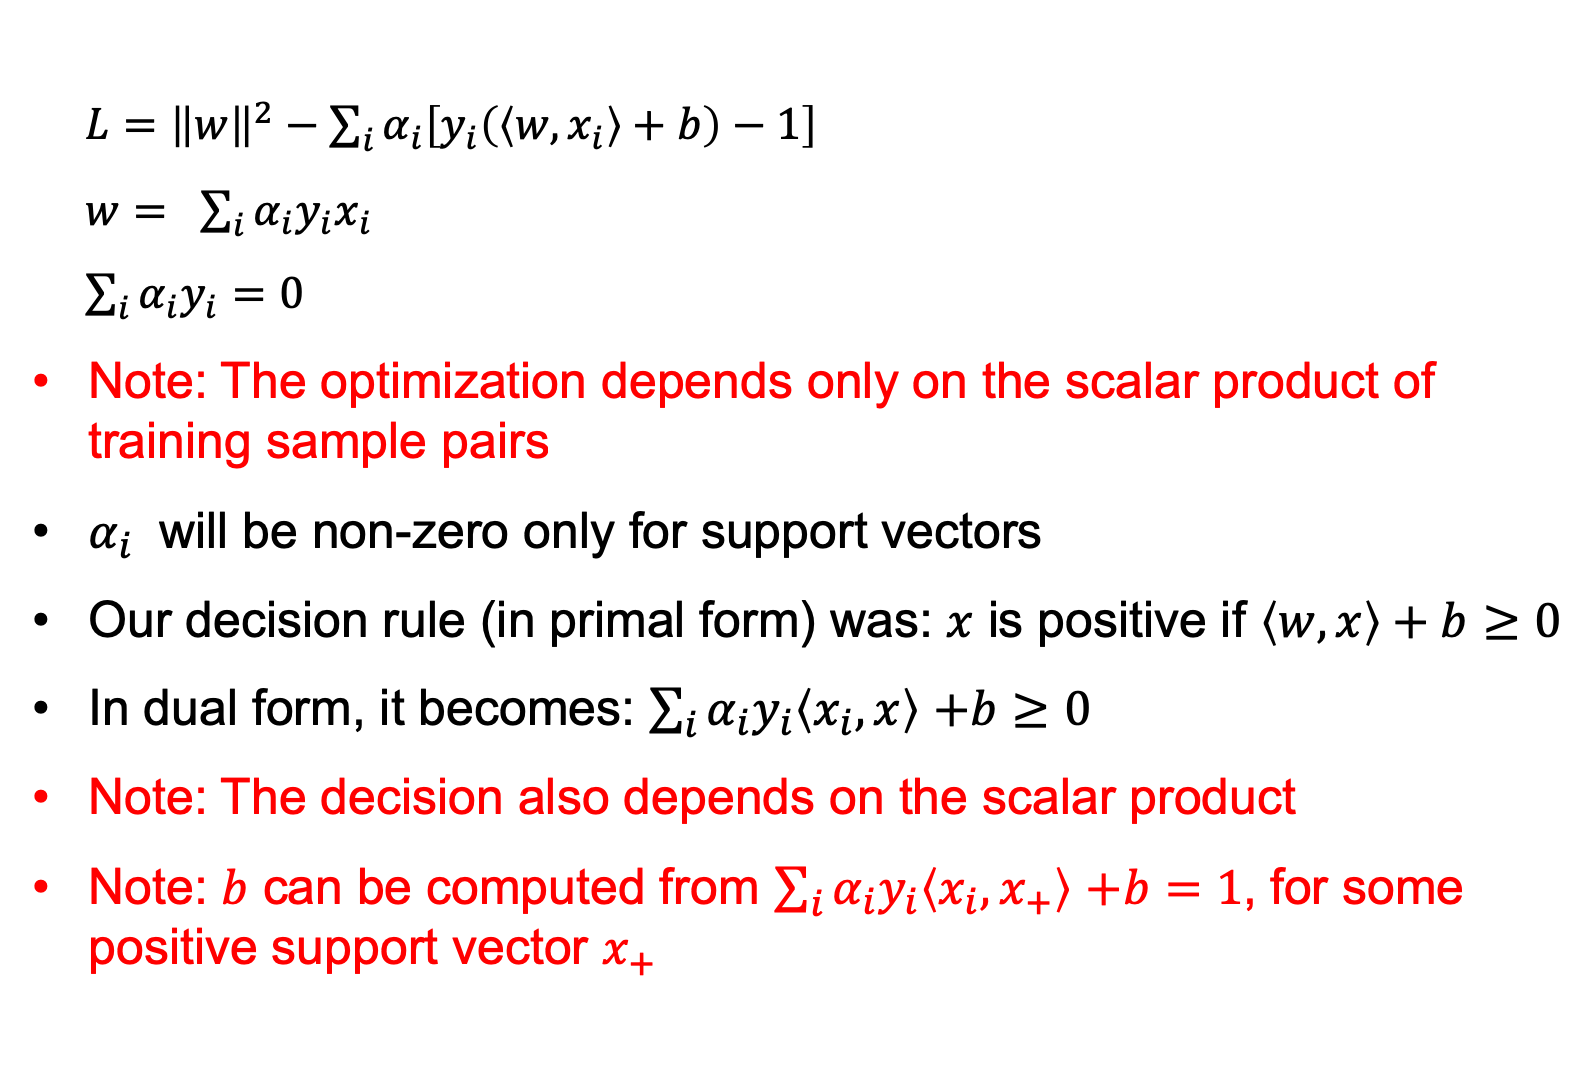 L = ‖w‖² − ∑ᵢ αᵢ[yᵢ(⟨w, xᵢ⟩ + b) − 1]
w = ∑ᵢ αᵢyᵢxᵢ
∑ᵢ αᵢyᵢ = 0
• Note: The optimization depends only on the scalar product of
training sample pairs
• αᵢ will be non-zero only for support vectors
• Our decision rule (in primal form) was: x is positive if ⟨w, x⟩ + b ≥ 0
• In dual form, it becomes: ∑ᵢ αᵢyᵢ⟨xᵢ, x⟩ +b ≥ 0
• Note: The decision also depends on the scalar product
• Note: b can be computed from ∑ᵢ αᵢyᵢ⟨xᵢ, x₊⟩ +b = 1, for some
positive support vector x₊